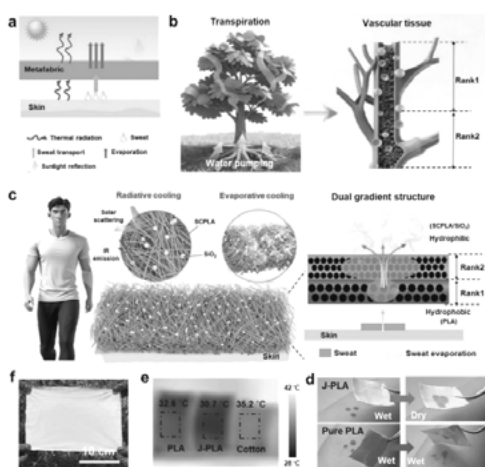 a
Metafabric
Skin
Thermal radiation
Sweat
Sweat transport
Evaporation
Sunlight reflection
b
Transpiration
Vascular tissue
Water pumping
Rank1
Rank2
c
Radiative cooling
Evaporative cooling
Dual gradient structure
Solar
scattering
SCPLA
IR
emission
SiO₂
Skin
(SCPLA/SiO₂)
Hydrophilic
Rank2
Rank1
Hydrophobic
(PLA)
Skin
Sweat
Sweat evaporation
f
10 cm
e
42 °C
32.6 °C
30.7 °C
35.2 °C
PLA
J-PLA
Cotton
28 °C
d
J-PLA
Wet
Dry
Pure PLA
Wet
Wet